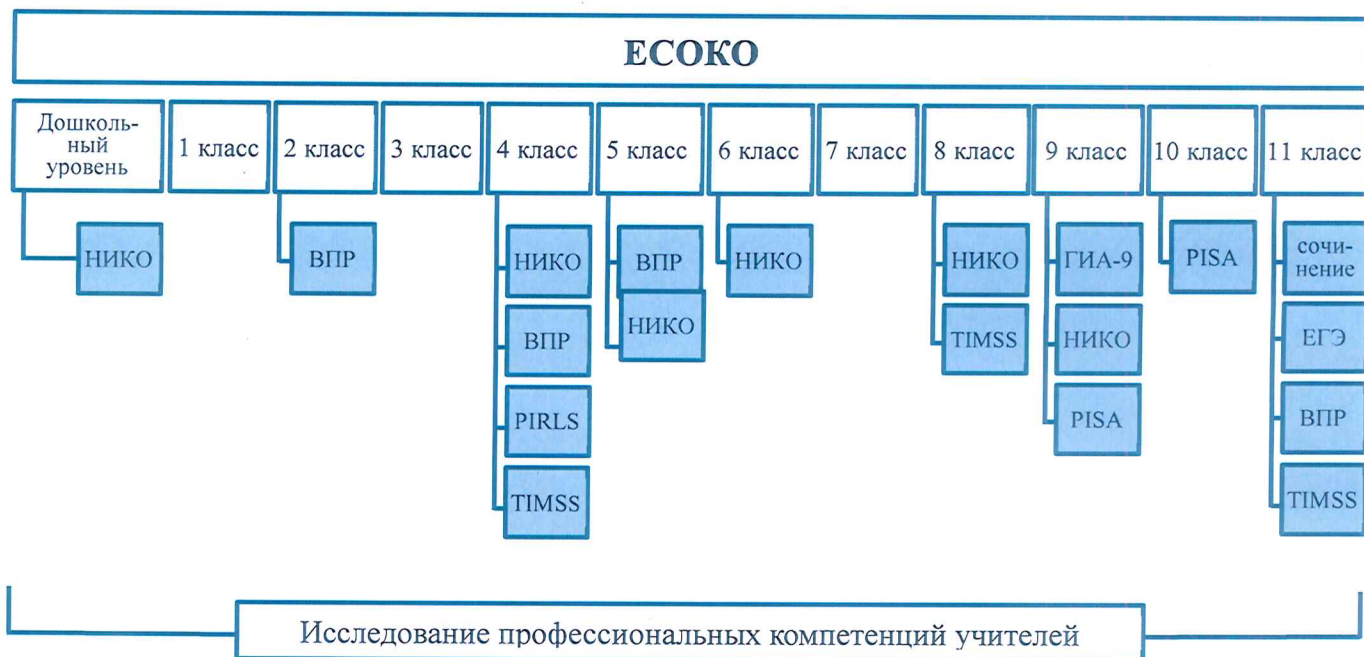 ЕСОКО
Дошколь-
ный
уровень
1 класс
2 класс
3 класс
4 класс
5 класс
6 класс
7 класс
8 класс
9 класс
10 класс
11 класс
НИКО
ВПР
НИКО
ВПР
PIRLS
TIMSS
ВПР
НИКО
НИКО
НИКО
TIMSS
ГИА-9
НИКО
PISA
PISA
сочи-
нение
ЕГЭ
ВПР
TIMSS
Исследование профессиональных компетенций учителей